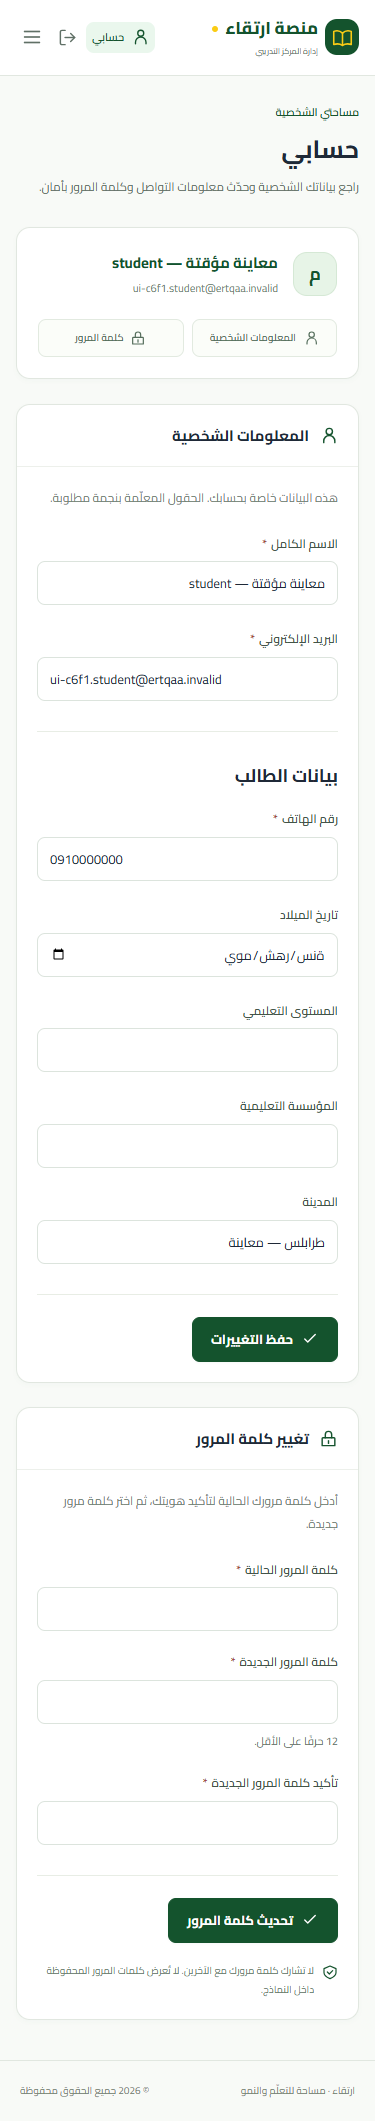 منصة ارتقاء
إدارة المركز التدريبي
حسابي
مساحتي الشخصية
حسابي
راجع بياناتك الشخصية وحدّث معلومات التواصل وكلمة المرور بأمان.
م
معاينة مؤقتة — student
ui-c6f1.student@ertqaa.invalid
المعلومات الشخصية
كلمة المرور
المعلومات الشخصية
هذه البيانات خاصة بحسابك. الحقول المعلّمة بنجمة مطلوبة.
الاسم الكامل *
معاينة مؤقتة — student
البريد الإلكتروني *
ui-c6f1.student@ertqaa.invalid
بيانات الطالب
رقم الهاتف *
0910000000
تاريخ الميلاد
المستوى التعليمي
المؤسسة التعليمية
المدينة
طرابلس — معاينة
حفظ التغييرات
تغيير كلمة المرور
أدخل كلمة مرورك الحالية لتأكيد هويتك، ثم اختر كلمة مرور
جديدة.
كلمة المرور الحالية *
كلمة المرور الجديدة *
12 حرفًا على الأقل.
تأكيد كلمة المرور الجديدة *
تحديث كلمة المرور
لا تشارك كلمة مرورك مع الآخرين. لا تُعرض كلمات المرور المحفوظة
داخل النماذج.
ارتقاء · مساحة للتعلّم والنمو
© 2026 جميع الحقوق محفوظة